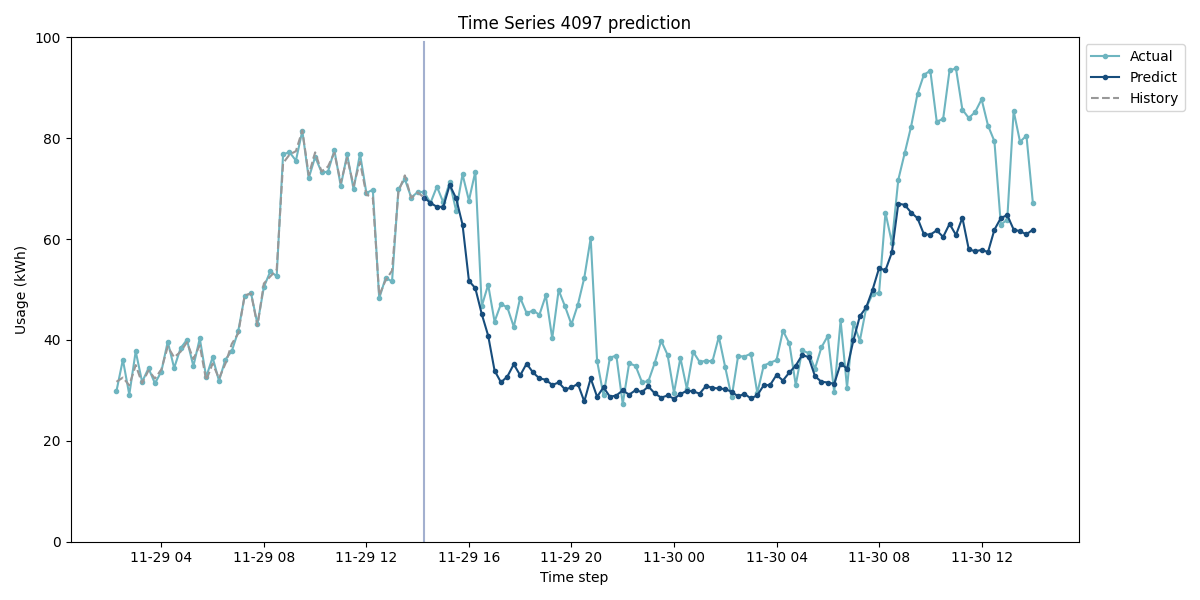 Time Series 4097 prediction
Usage (kWh)
100
80
60
40
20
0
11-29 04
11-29 08
11-29 12
11-29 16
11-29 20
11-30 00
11-30 04
11-30 08
11-30 12
Time step
Actual
Predict
History